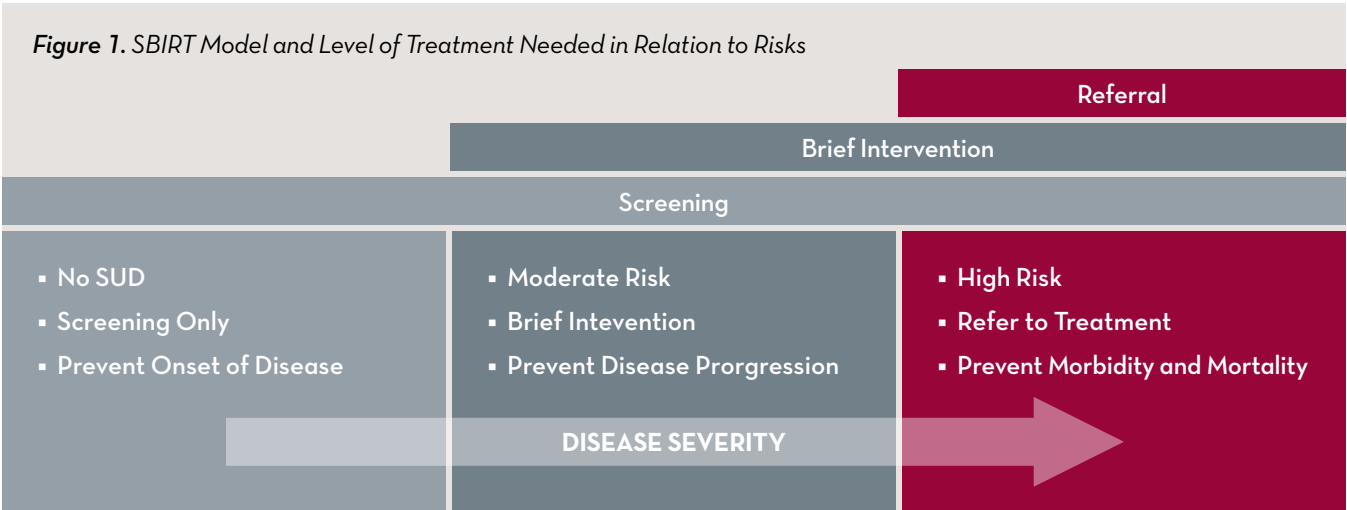 Figure 1. SBIRT Model and Level of Treatment Needed in Relation to Risks
Referral
Brief Intervention
Screening
▪ No SUD
▪ Screening Only
▪ Prevent Onset of Disease
▪ Moderate Risk
▪ Brief Intevention
▪ Prevent Disease Prorgression
▪ High Risk
▪ Refer to Treatment
▪ Prevent Morbidity and Mortality
DISEASE SEVERITY